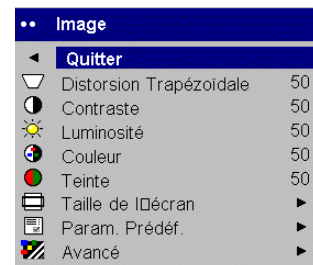 Image
Quitter
Distorsion Trapézoïdale 50
Contraste 50
Luminosité 50
Couleur 50
Teinte 50
Taille de l□écran
Param. Prédéf.
Avancé